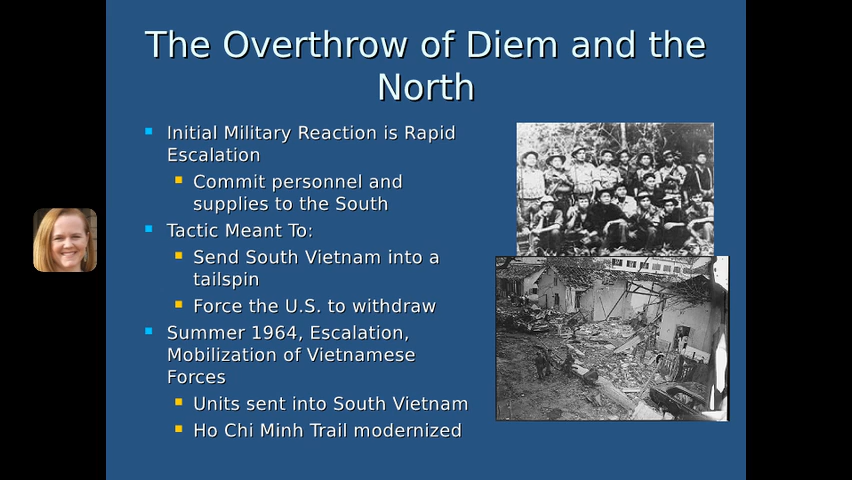 The Overthrow of Diem and the
North
Initial Military Reaction is Rapid
Escalation
Commit personnel and
supplies to the South
Tactic Meant To:
Send South Vietnam into a
tailspin
Force the U.S. to withdraw
Summer 1964, Escalation,
Mobilization of Vietnamese
Forces
Units sent into South Vietnam
Ho Chi Minh Trail modernized